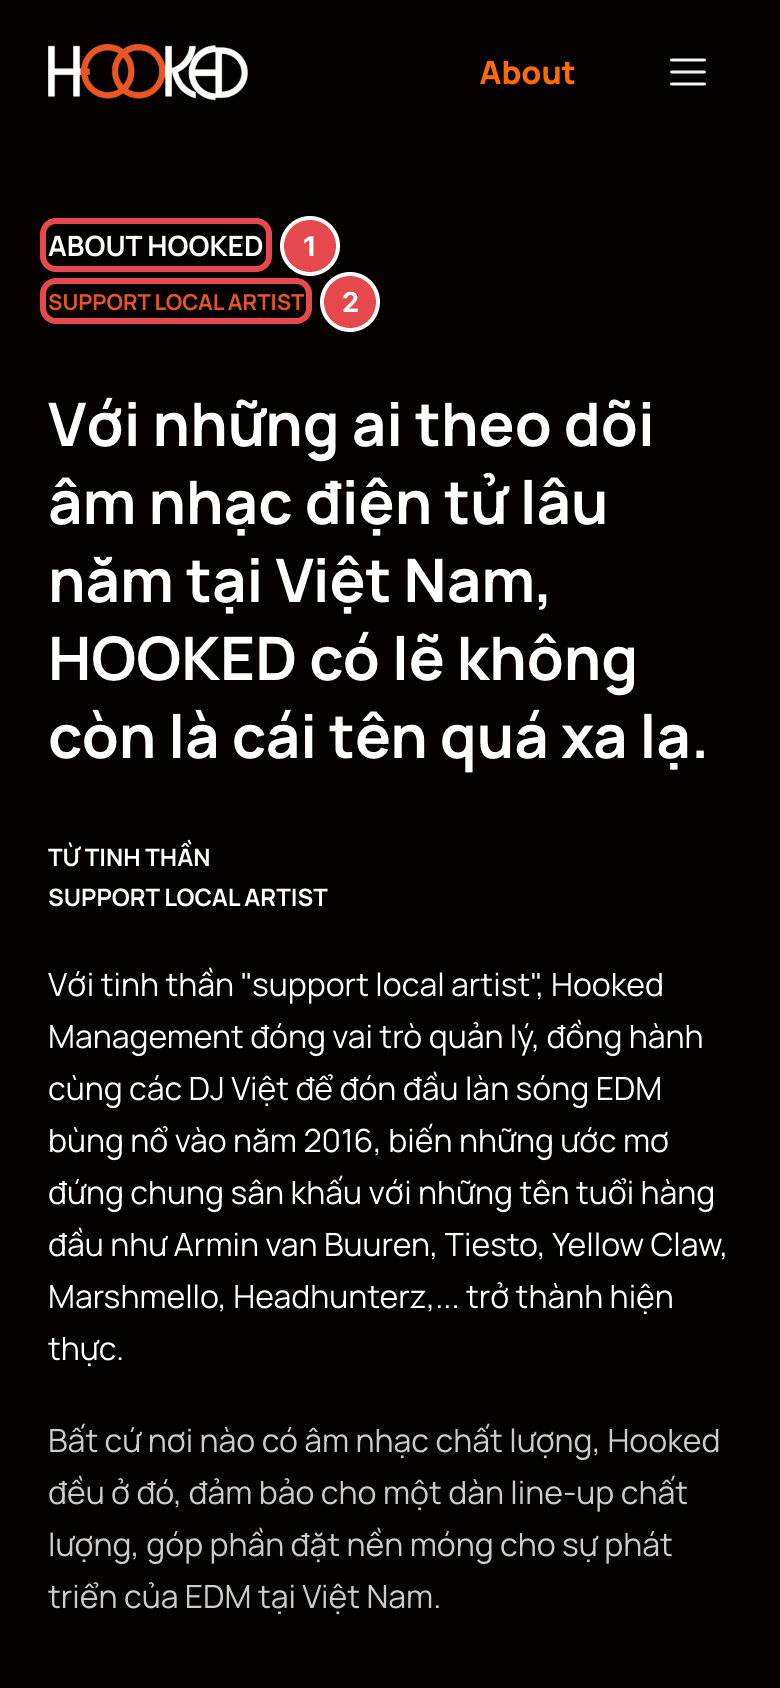 HOOKED
About
ABOUT HOOKED
1
SUPPORT LOCAL ARTIST
2
Với những ai theo dõi
âm nhạc điện tử lâu
năm tại Việt Nam,
HOOKED có lẽ không
còn là cái tên quá xa lạ.
TỪ TINH THẦN
SUPPORT LOCAL ARTIST
Với tinh thần "support local artist", Hooked
Management đóng vai trò quản lý, đồng hành
cùng các DJ Việt để đón đầu làn sóng EDM
bùng nổ vào năm 2016, biến những ước mơ
đứng chung sân khấu với những tên tuổi hàng
đầu như Armin van Buuren, Tiesto, Yellow Claw,
Marshmello, Headhunterz,... trở thành hiện
thực.
Bất cứ nơi nào có âm nhạc chất lượng, Hooked
đều ở đó, đảm bảo cho một dàn line-up chất
lượng, góp phần đặt nền móng cho sự phát
triển của EDM tại Việt Nam.